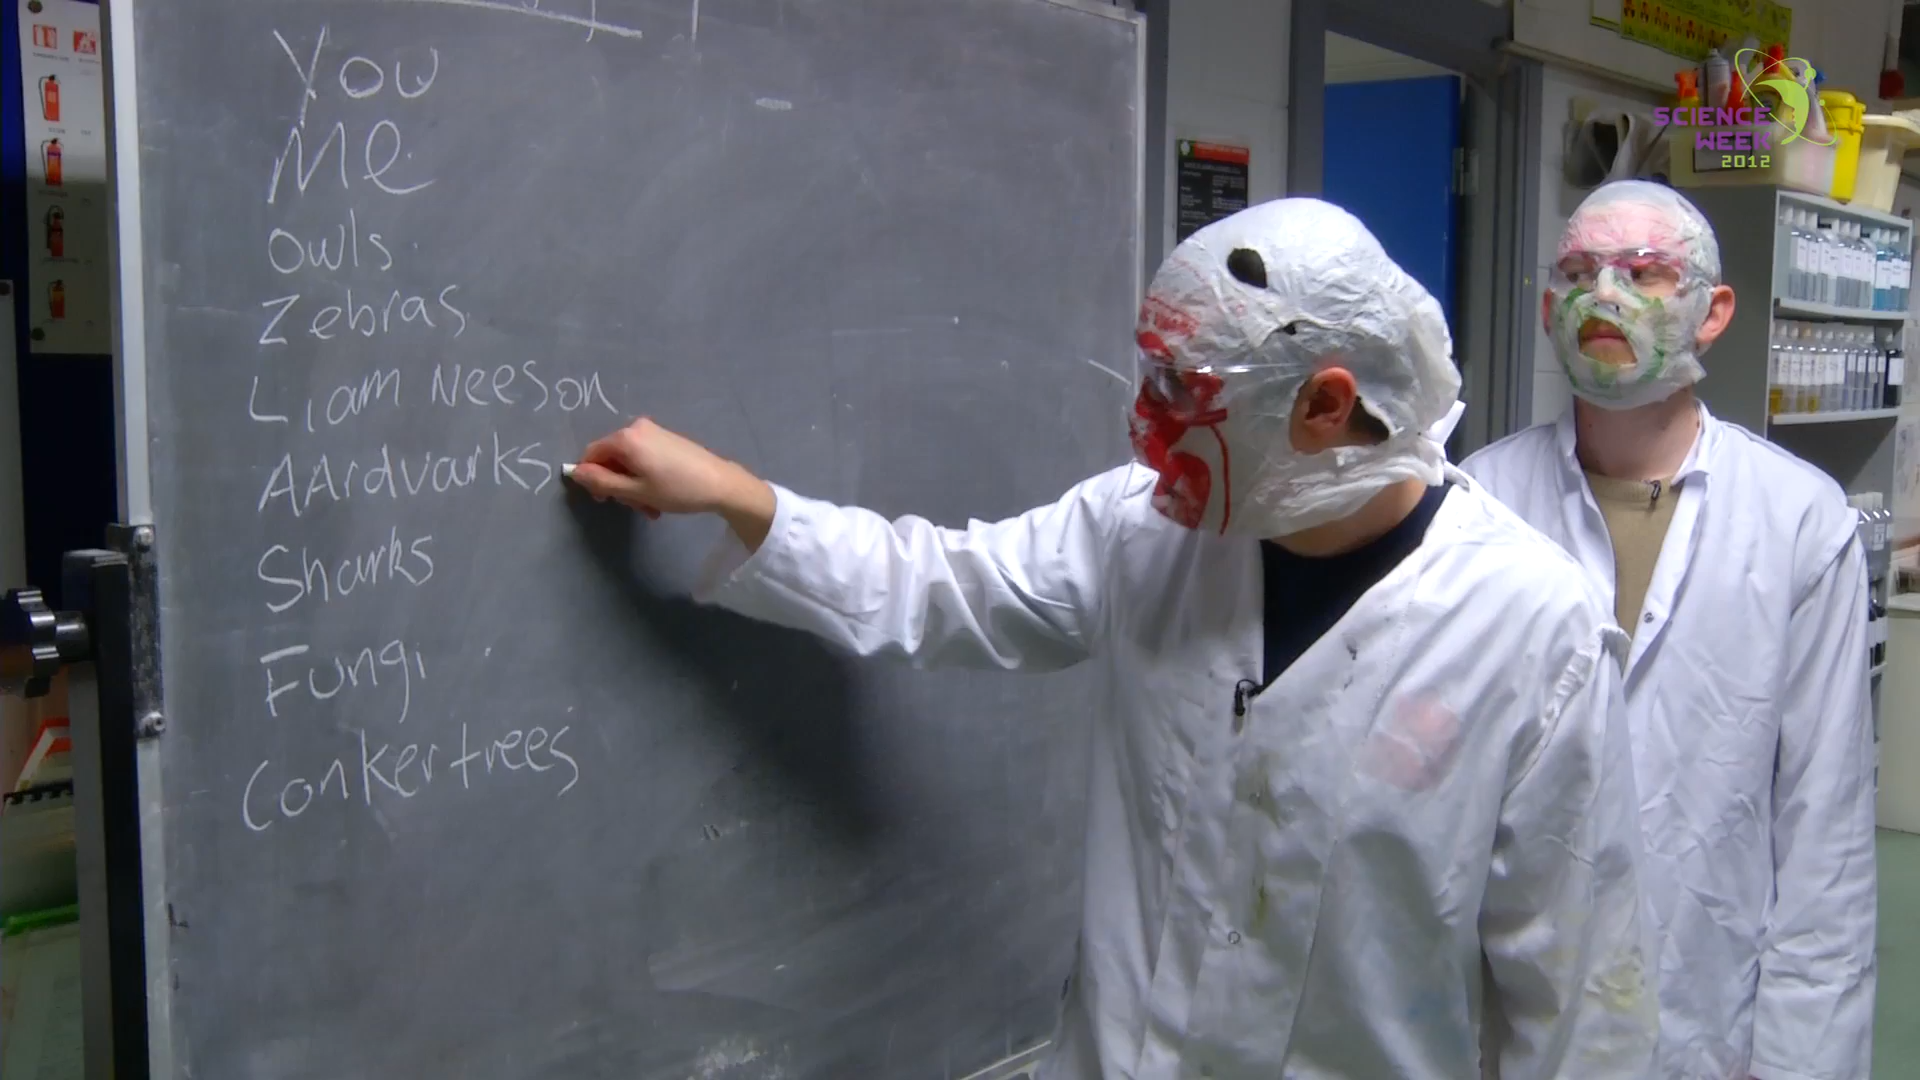 You
Me
Owls
Zebras
Liam Neeson
AArdvarks
Sharks
Fungi
Conkertrees
SCIENCE
WEEK
2012